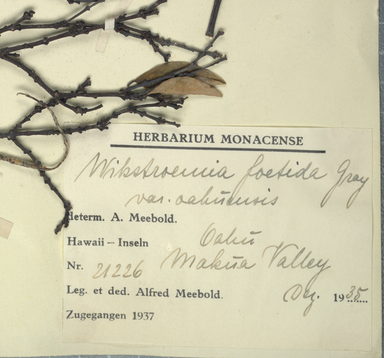 HERBARIUM MONACENSE
Wikstroemia foetida Gray
var. oahuensis
determ. A. Meebold.
Hawaii – Inseln Oahu
Nr. 21226 Makua Valley
Leg. et ded. Alfred Meebold. Dez. 1935
Zugegangen 1937